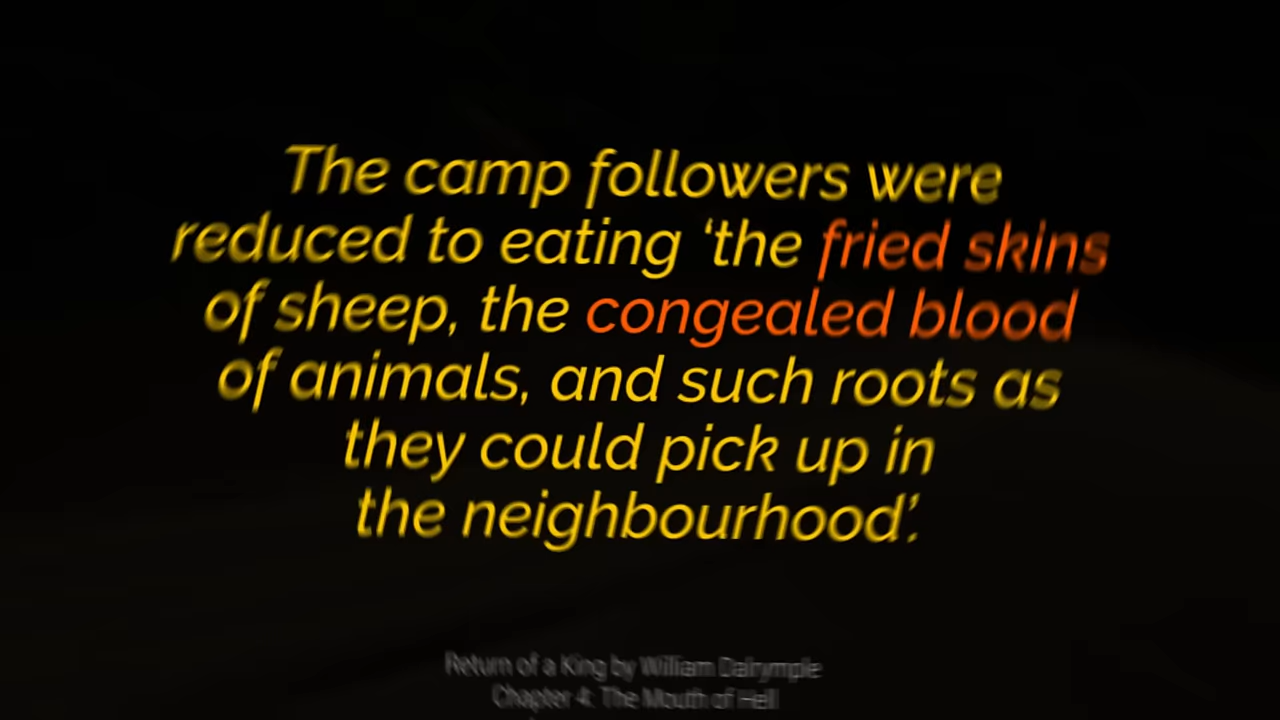 The camp followers were
reduced to eating ‘the fried skins
of sheep, the congealed blood
of animals, and such roots as
they could pick up in
the neighbourhood’.
Return of a King by William Dalrymple
Chapter 4: The Mouth of Hell